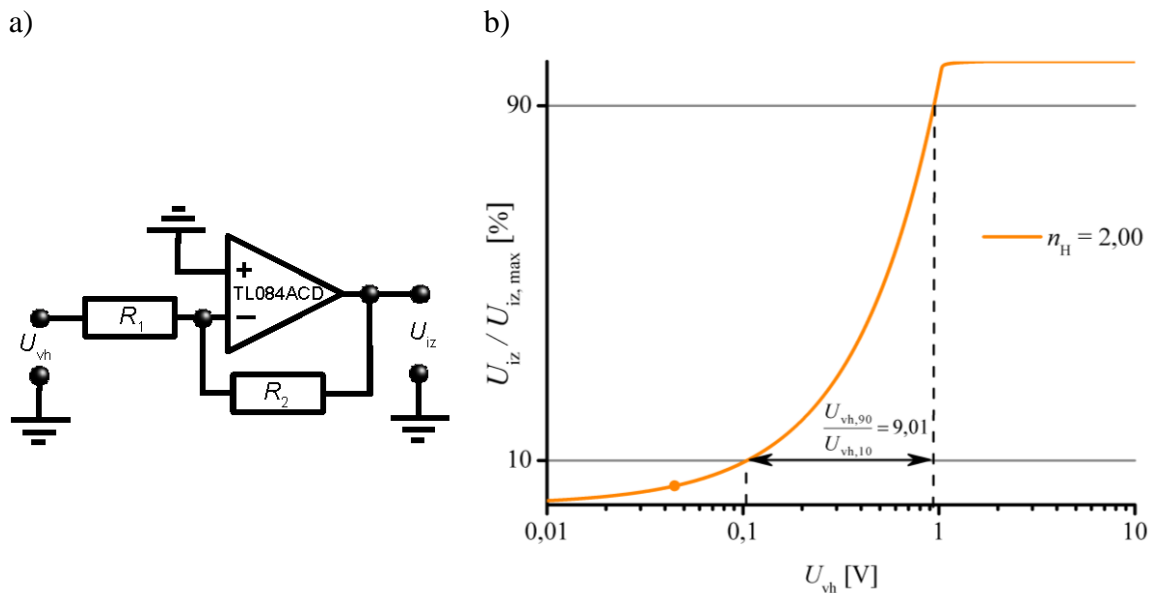 a)
+
TL084ACD
−
R1
Uvh
R2
Uiz
b)
Uiz / Uiz, max [%]
90
10
nH = 2,00
Uvh,90
Uvh,10
= 9,01
0,01
0,1
1
10
Uvh [V]